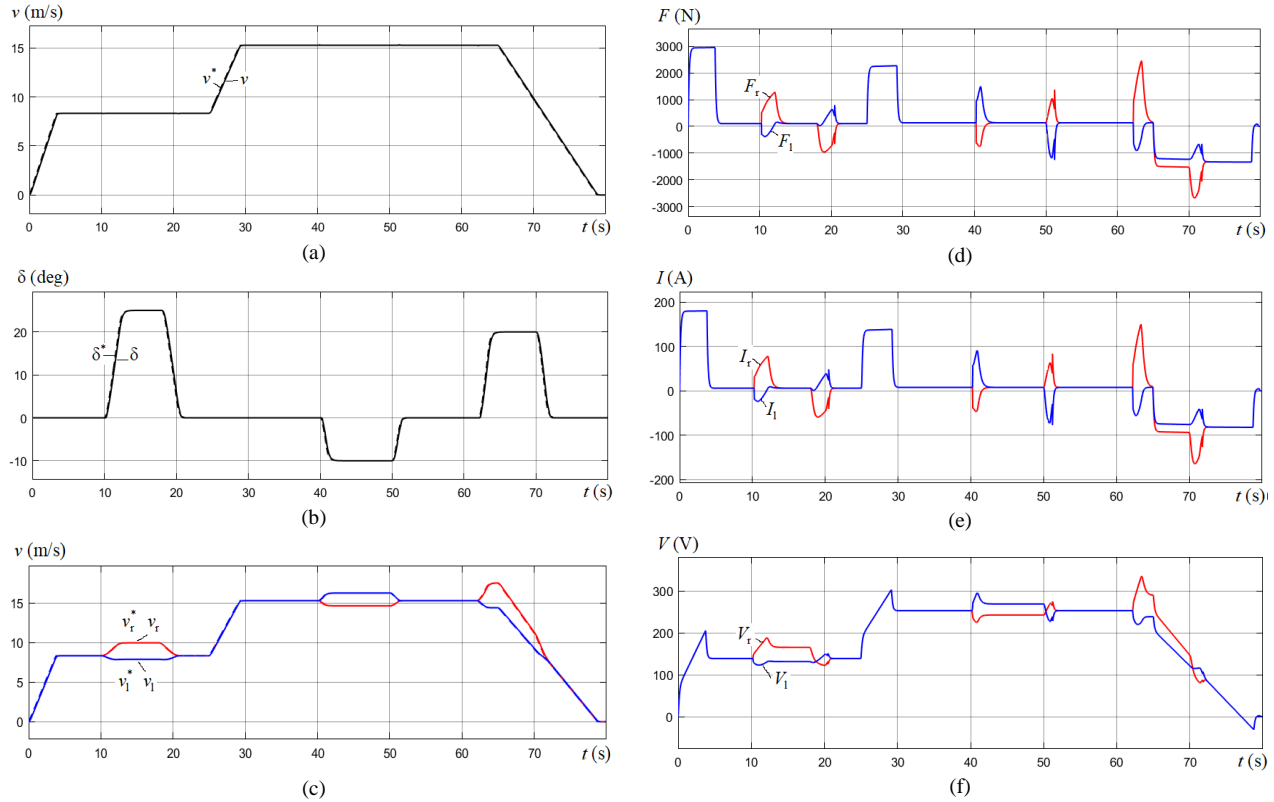 v (m/s)
15
10
5
0
v* v
0 10 20 30 40 50 60 70 t (s)
(a)
δ (deg)
20
10
0
-10
δ* δ
0 10 20 30 40 50 60 70 t (s)
(b)
v (m/s)
15
10
5
0
v*r vr
v*l vl
0 10 20 30 40 50 60 70 t (s)
(c)
F (N)
3000
2000
1000
0
-1000
-2000
-3000
Fr
Fl
0 10 20 30 40 50 60 70 t (s)
(d)
I (A)
200
100
0
-100
-200
Ir
Il
0 10 20 30 40 50 60 70 t (s)(
(e)
V (V)
300
200
100
0
Vr
Vl
0 10 20 30 40 50 60 70 t (s)
(f)